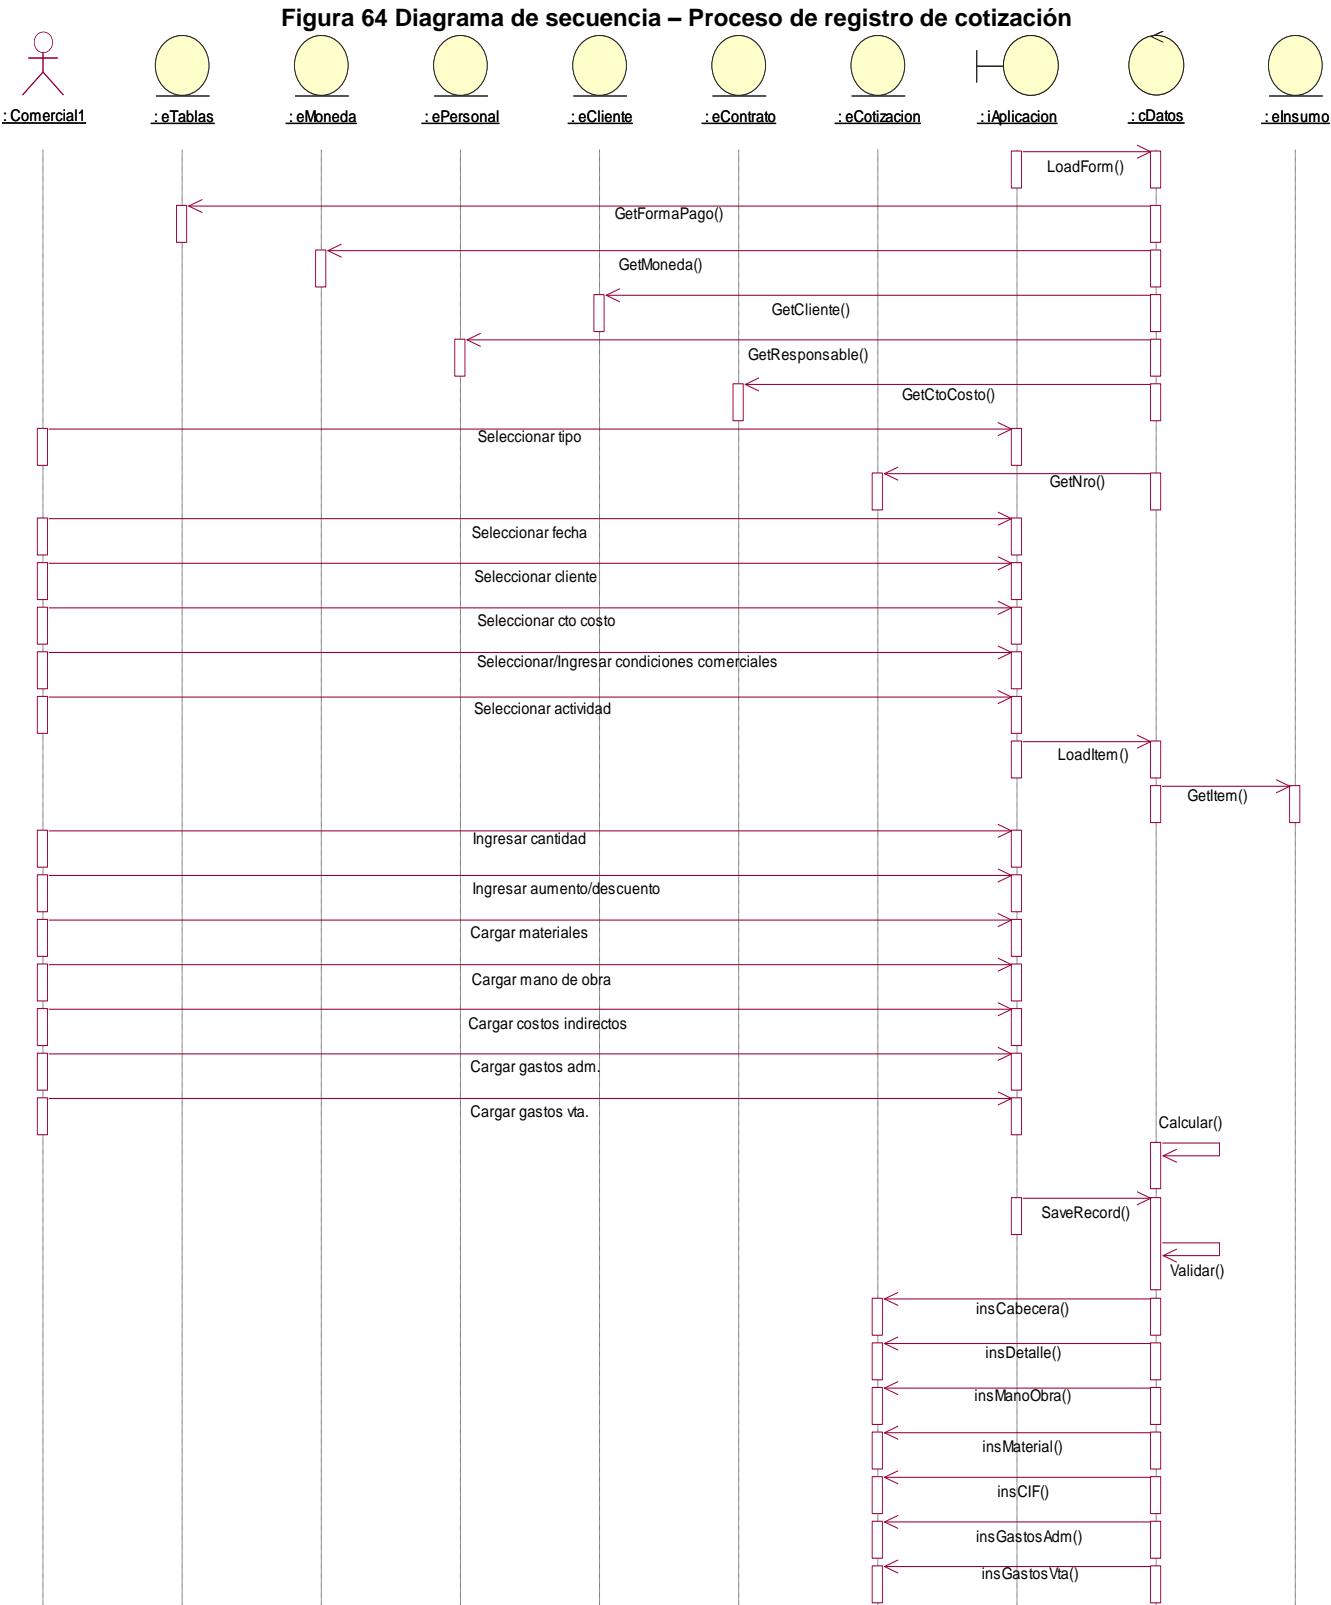 Figura 64 Diagrama de secuencia – Proceso de registro de cotización
: Comercial1 : eTablas : eMoneda : ePersonal : eCliente : eContrato : eCotizacion : iAplicacion : cDatos : eInsumo
LoadForm()
GetFormaPago()
GetMoneda()
GetCliente()
GetResponsable()
GetCtoCosto()
Seleccionar tipo
GetNro()
Seleccionar fecha
Seleccionar cliente
Seleccionar cto costo
Seleccionar/Ingresar condiciones comerciales
Seleccionar actividad
LoadItem()
GetItem()
Ingresar cantidad
Ingresar aumento/descuento
Cargar materiales
Cargar mano de obra
Cargar costos indirectos
Cargar gastos adm.
Cargar gastos vta.
Calcular()
SaveRecord()
Validar()
insCabecera()
insDetalle()
insManoObra()
insMaterial()
insCIF()
insGastosAdm()
insGastosVta()